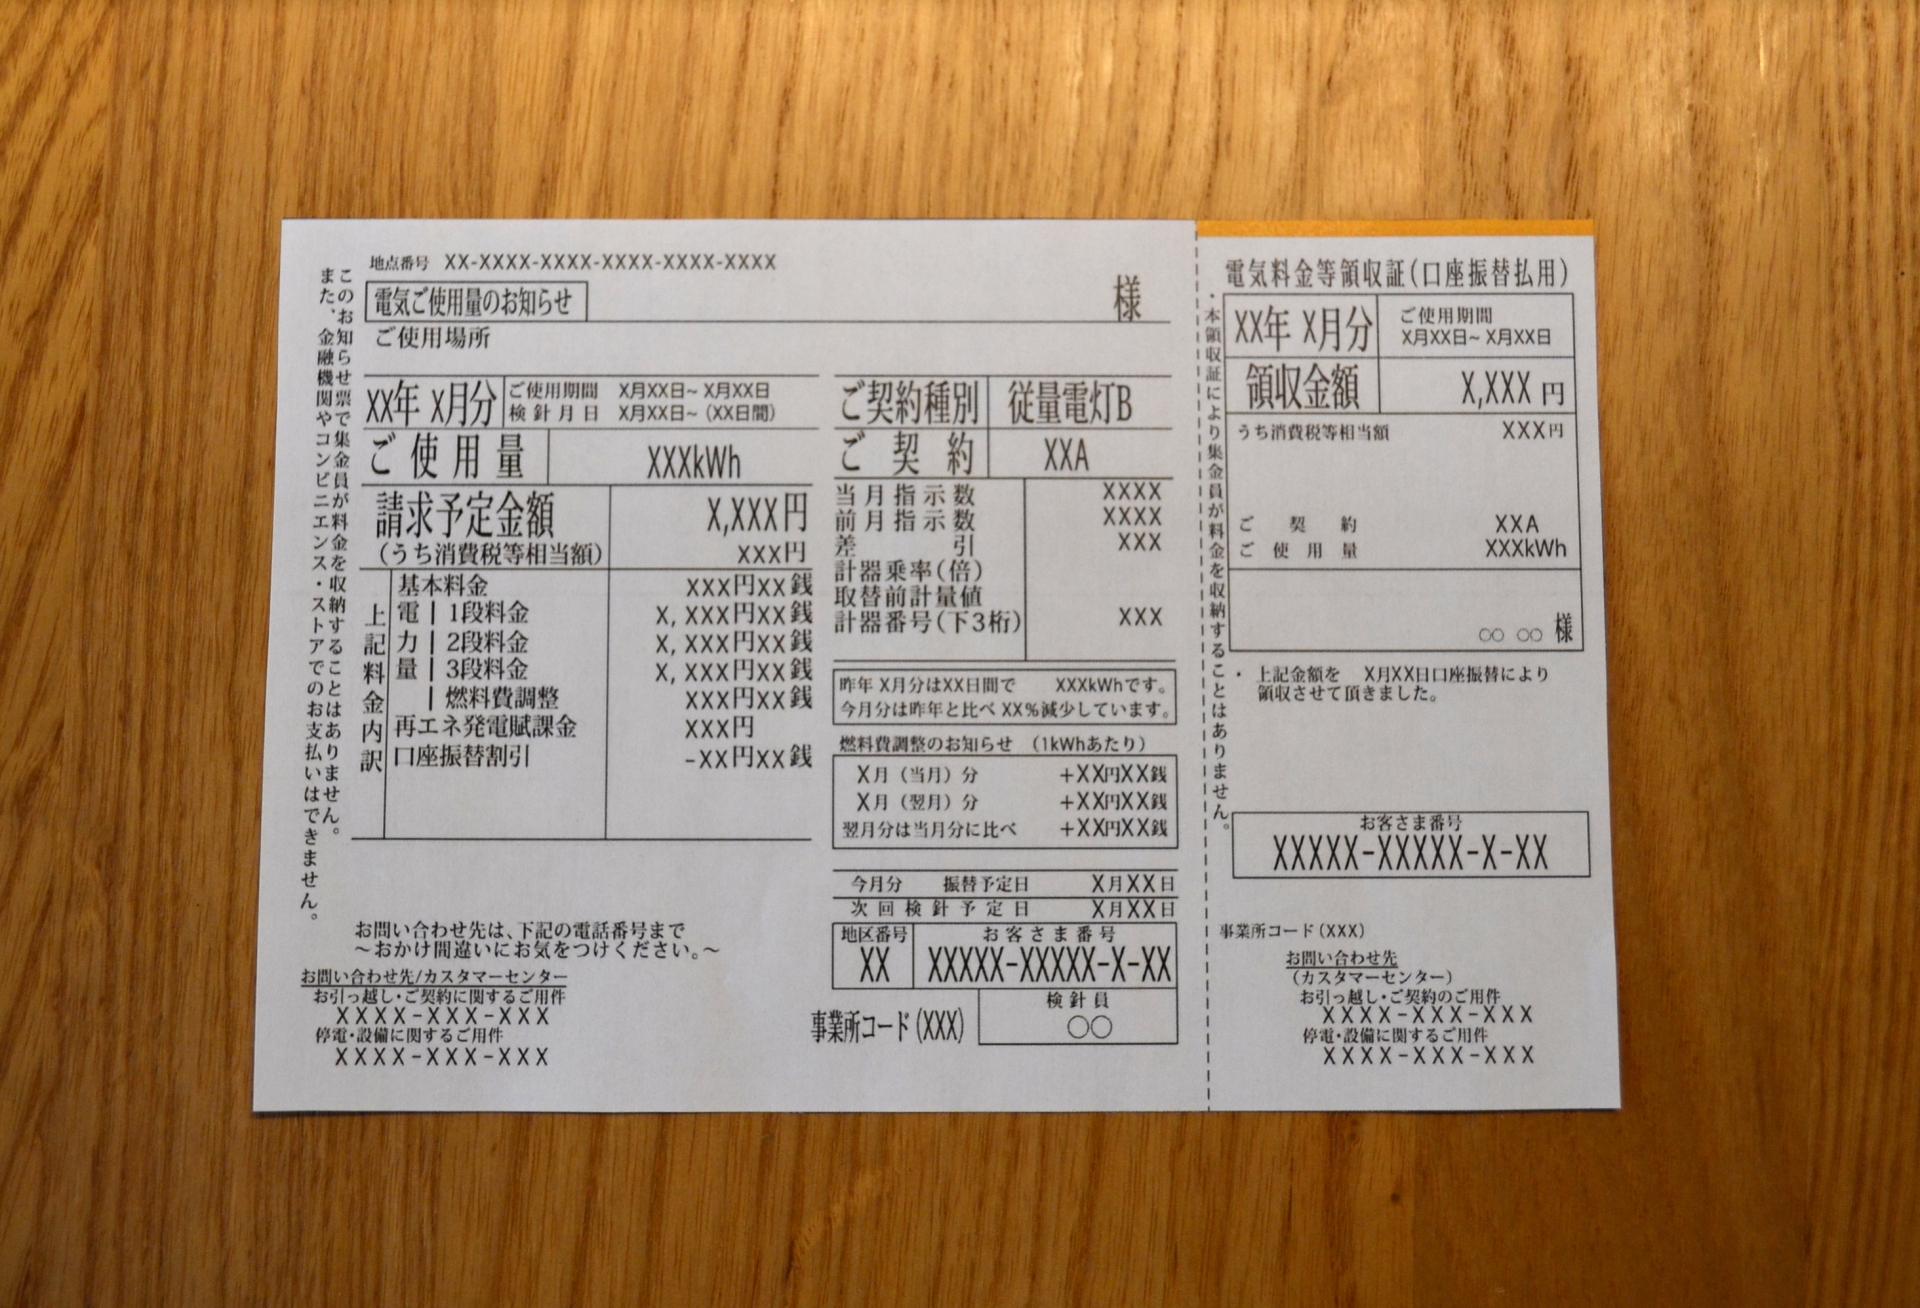 このお知らせ票で集金員が料金を収納することはありません。
また、金融機関やコンビニエンス・ストアでのお支払いはできません。
地点番号 XX-XXXX-XXXX-XXXX-XXXX-XXXX
電気ご使用量のお知らせ
様
ご使用場所
XX年 X月分
ご使用期間 X月XX日~ X月XX日
検針月日 X月XX日~ (XX日間)
ご使用量 XXXkWh
請求予定金額 X,XXX円
(うち消費税等相当額) XXX円
上記料金内訳
基本料金 XXX円XX銭
電力量
1段料金 X,XXX円XX銭
2段料金 X,XXX円XX銭
3段料金 X,XXX円XX銭
燃料費調整 XXX円XX銭
再エネ発電賦課金 XXX円
口座振替割引 -XX円XX銭
お問い合わせ先は、下記の電話番号まで
～おかけ間違いにお気をつけください。～
お問い合わせ先/カスタマーセンター
お引っ越し・ご契約に関するご用件
XXXX-XXX-XXX
停電・設備に関するご用件
XXXX-XXX-XXX
ご契約種別 従量電灯B
ご契約 XXA
当月指示数 XXXX
前月指示数 XXXX
差引 XXX
計器乗率(倍)
取替前計量値
計器番号(下3桁) XXX
昨年 X月分はXX日間で XXXkWhです。
今月分は昨年と比べ XX%減少しています。
燃料費調整のお知らせ (1kWhあたり)
X月(当月)分 +XX円XX銭
X月(翌月)分 +XX円XX銭
翌月分は当月分に比べ +XX円XX銭
今月分 振替予定日 X月XX日
次回検針予定日 X月XX日
地区番号 お客さま番号
XX XXXXX-XXXXX-X-XX
検針員
事業所コード(XXX) ○○
電気料金等領収証(口座振替払用)
・本領収証により集金員が料金を収納することはありません。
XX年 X月分
ご使用期間
X月XX日~ X月XX日
領収金額 X,XXX 円
うち消費税等相当額 XXX円
ご契約 XXA
ご使用量 XXXkWh
○○ ○○ 様
・ 上記金額を X月XX日口座振替により
領収させて頂きました。
お客さま番号
XXXXX-XXXXX-X-XX
事業所コード(XXX)
お問い合わせ先
(カスタマーセンター)
お引っ越し・ご契約のご用件
XXXX-XXX-XXX
停電・設備に関するご用件
XXXX-XXX-XXX